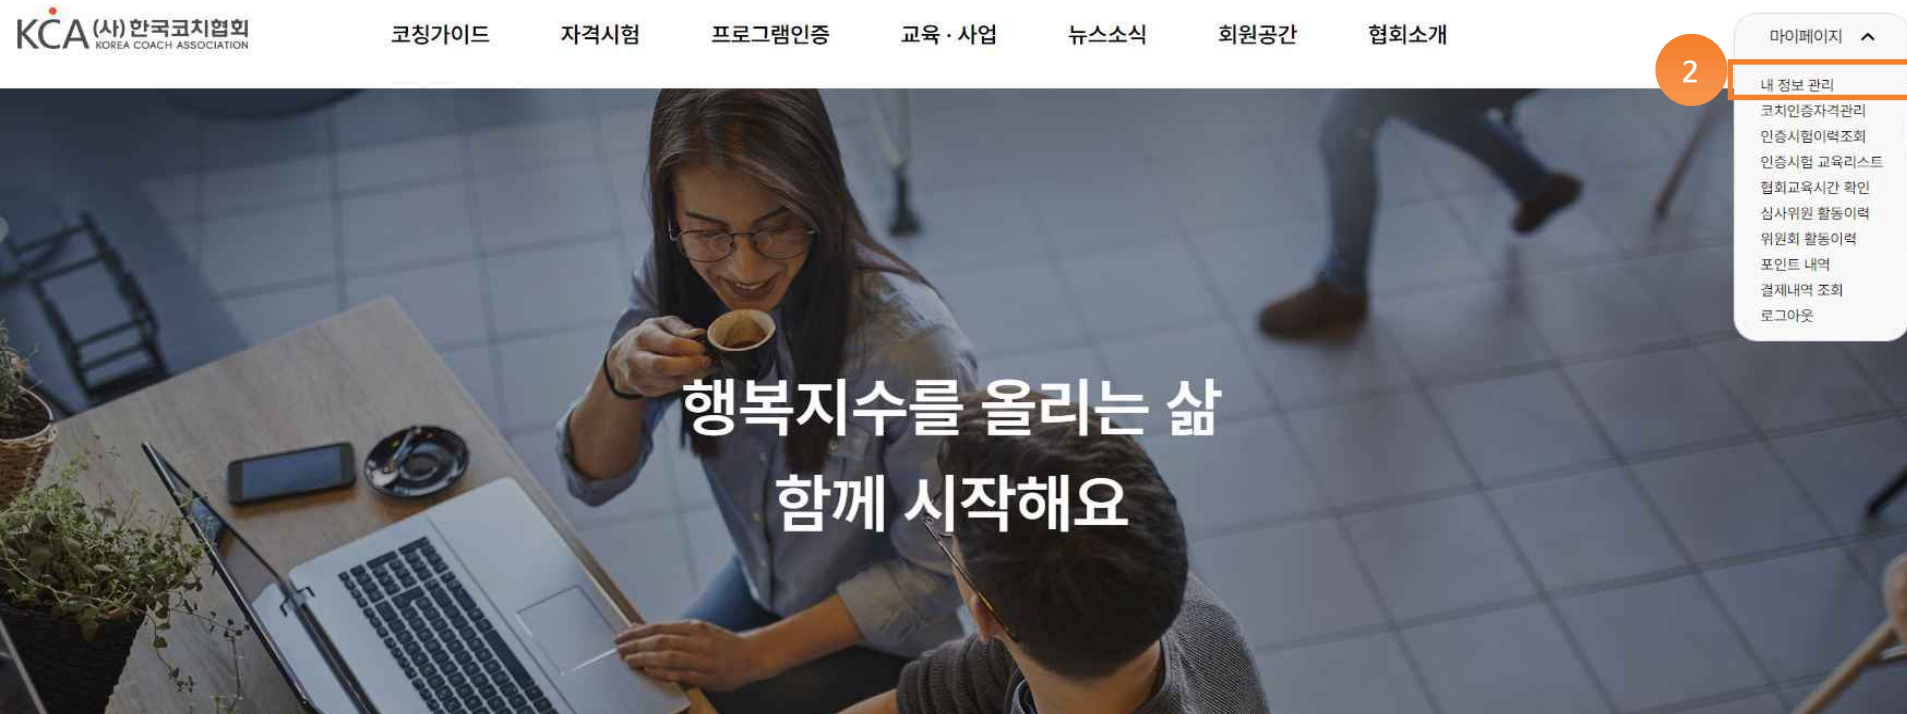 KCA (사)한국코치협회
KOREA COACH ASSOCIATION
코칭가이드 자격시험 프로그램인증 교육 · 사업 뉴스소식 회원공간 협회소개
마이페이지
2
내 정보 관리
코치인증자격관리
인증시험이력조회
인증시험 교육리스트
협회교육시간 확인
심사위원 활동이력
위원회 활동이력
포인트 내역
결제내역 조회
로그아웃
행복지수를 올리는 삶
함께 시작해요